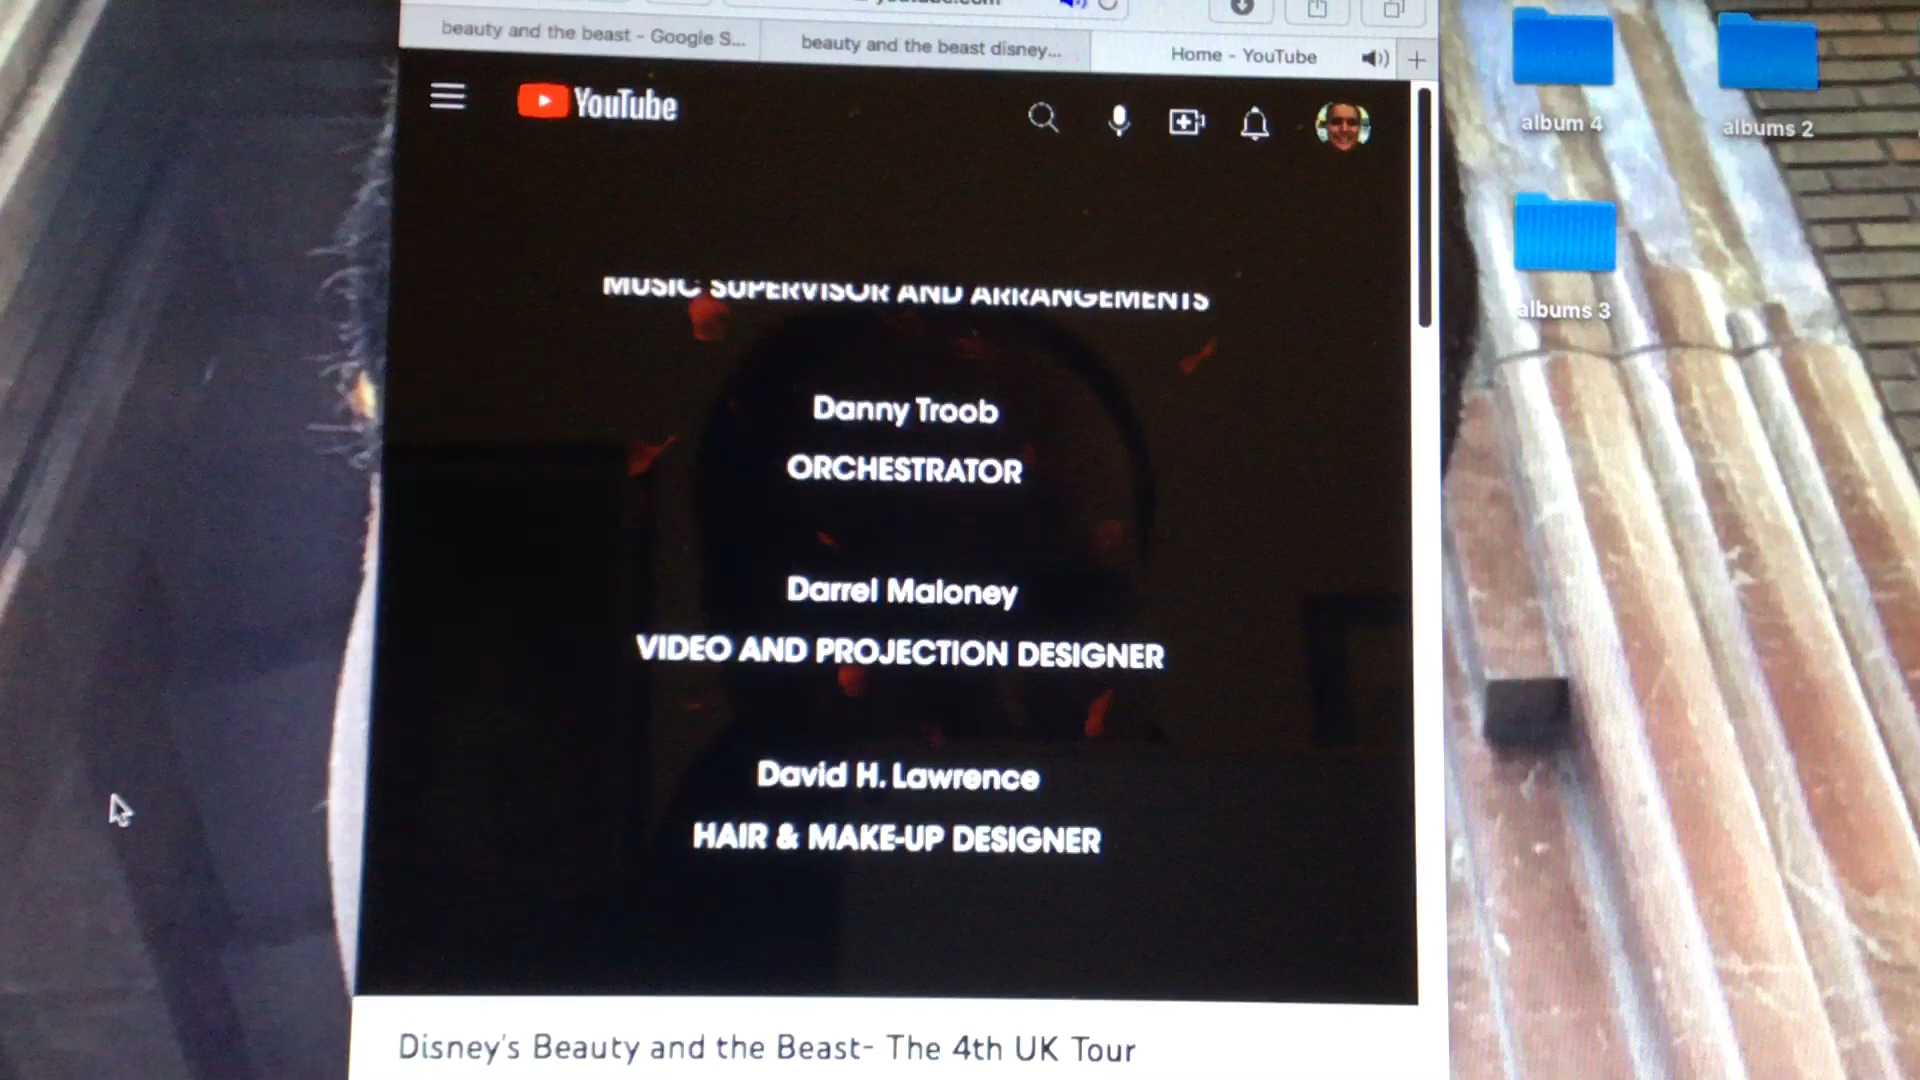 beauty and the beast - Google S...
beauty and the beast disney...
Home - YouTube
YouTube
album 4
albums 2
albums 3
MUSIC SUPERVISOR AND ARRANGEMENTS
Danny Troob
ORCHESTRATOR
Darrel Maloney
VIDEO AND PROJECTION DESIGNER
David H. Lawrence
HAIR & MAKE-UP DESIGNER
Disney's Beauty and the Beast- The 4th UK Tour